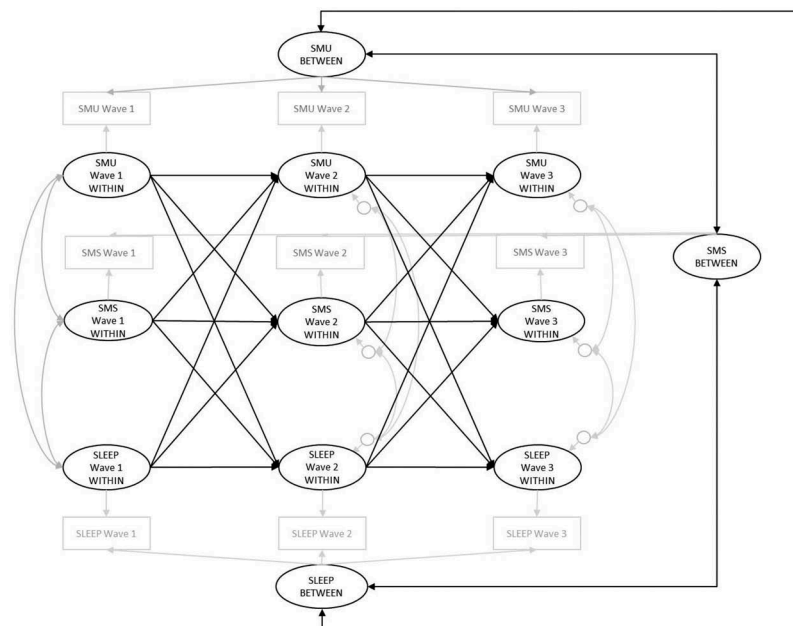 SMU
BETWEEN
SMU Wave 1
SMU Wave 2
SMU Wave 3
SMU
Wave 1
WITHIN
SMU
Wave 2
WITHIN
SMU
Wave 3
WITHIN
SMS Wave 1
SMS Wave 2
SMS Wave 3
SMS
BETWEEN
SMS
Wave 1
WITHIN
SMS
Wave 2
WITHIN
SMS
Wave 3
WITHIN
SLEEP
Wave 1
WITHIN
SLEEP
Wave 2
WITHIN
SLEEP
Wave 3
WITHIN
SLEEP Wave 1
SLEEP Wave 2
SLEEP Wave 3
SLEEP
BETWEEN